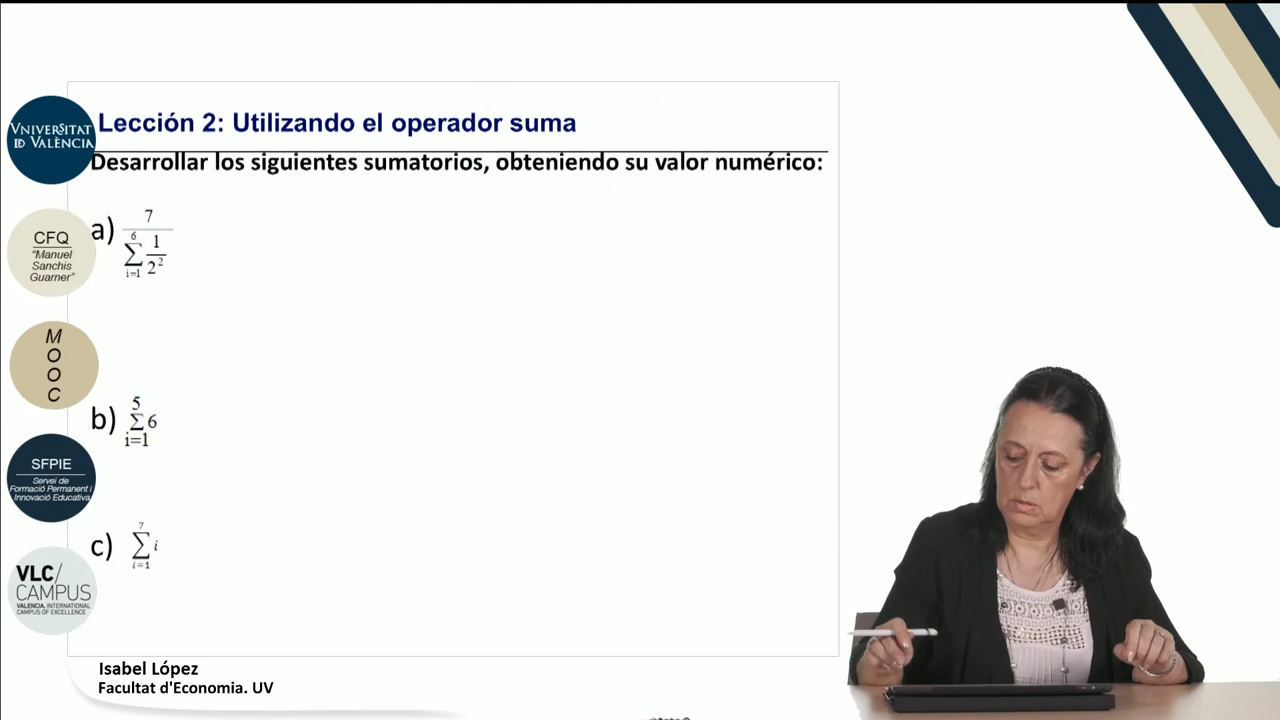 Lección 2: Utilizando el operador suma
Desarrollar los siguientes sumatorios, obteniendo su valor numérico:
a) 7
6
∑ 1
i=1 2²
b) 5
Σ 6
i=1
c) 7
∑ i
i=1
VNIVERSITAT
ID VALÈNCIA
CFQ
"Manuel
Sanchis
Guarner"
M
O
O
C
SFPIE
Servei de
Formació Permanent i
Innovació Educativa
VLC/
CAMPUS
VALENCIA, INTERNATIONAL
CAMPUS OF EXCELLENCE
Isabel López
Facultat d'Economia. UV